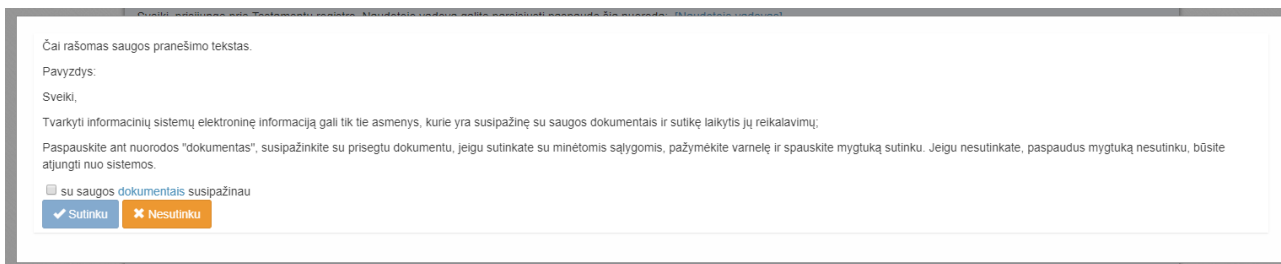 Čai rašomas saugos pranešimo tekstas.
Pavyzdys:
Sveiki,
Tvarkyti informacinių sistemų elektroninę informaciją gali tik tie asmenys, kurie yra susipažinę su saugos dokumentais ir sutikę laikytis jų reikalavimų;
Paspauskite ant nuorodos "dokumentas", susipažinkite su prisegtu dokumentu, jeigu sutinkate su minėtomis sąlygomis, pažymėkite varnelę ir spauskite mygtuką sutinku. Jeigu nesutinkate, paspaudus mygtuką nesutinku, būsite
atjungti nuo sistemos.
su saugos dokumentais susipažinau
Sutinku Nesutinku